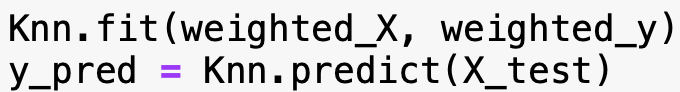 Knn.fit(weighted_X, weighted_y)
y_pred = Knn.predict(X_test)